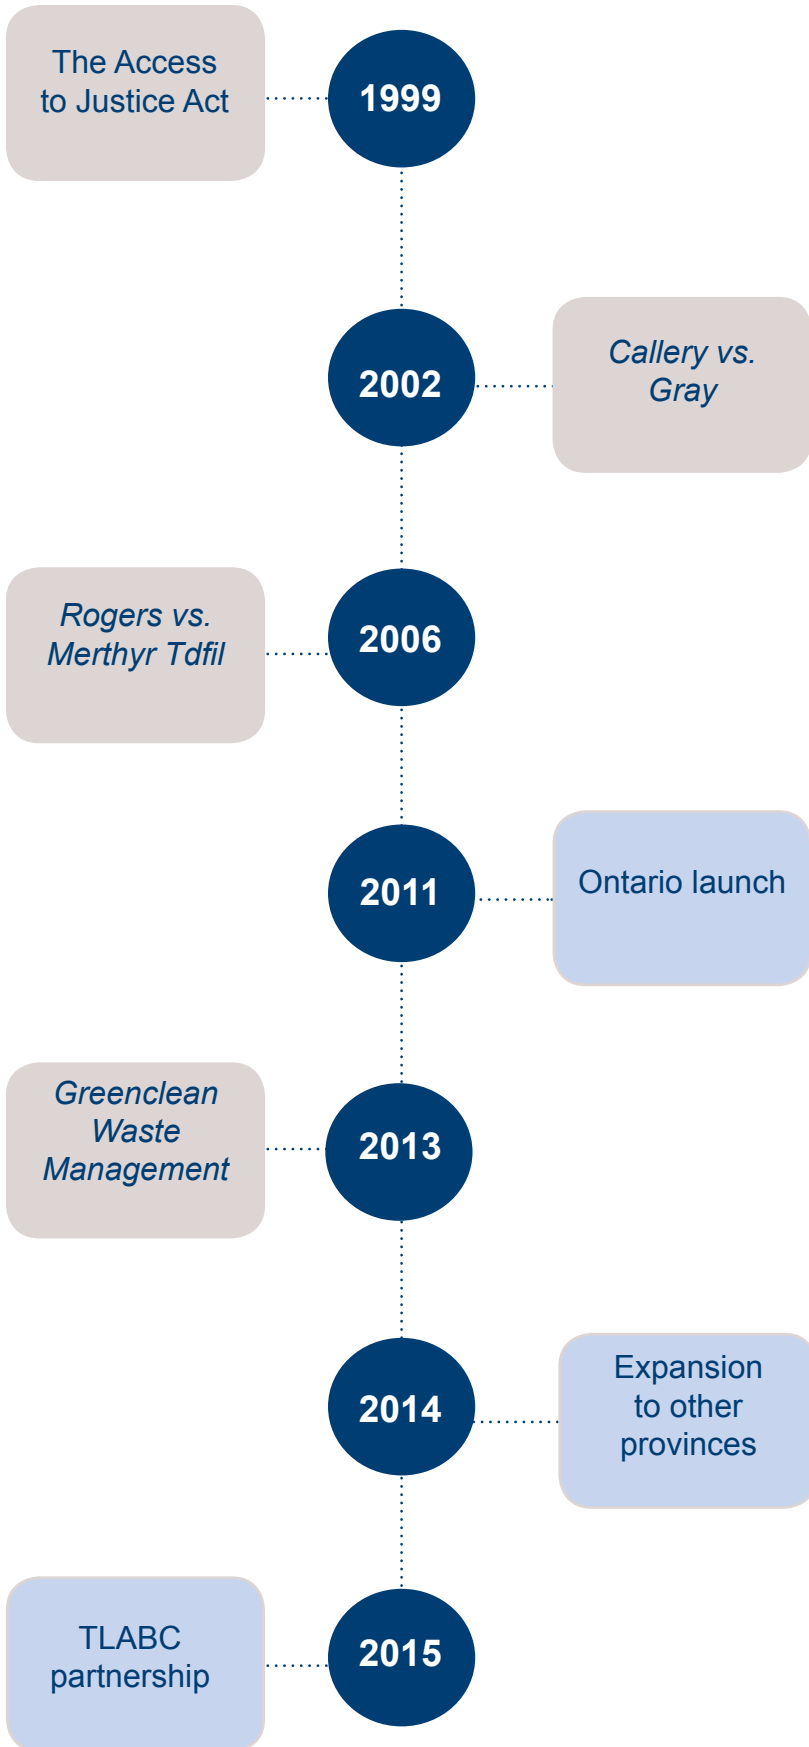 The Access
to Justice Act
1999
2002
Callery vs.
Gray
Rogers vs.
Merthyr Tdfil
2006
2011
Ontario launch
Greenclean
Waste
Management
2013
2014
Expansion
to other
provinces
TLABC
partnership
2015